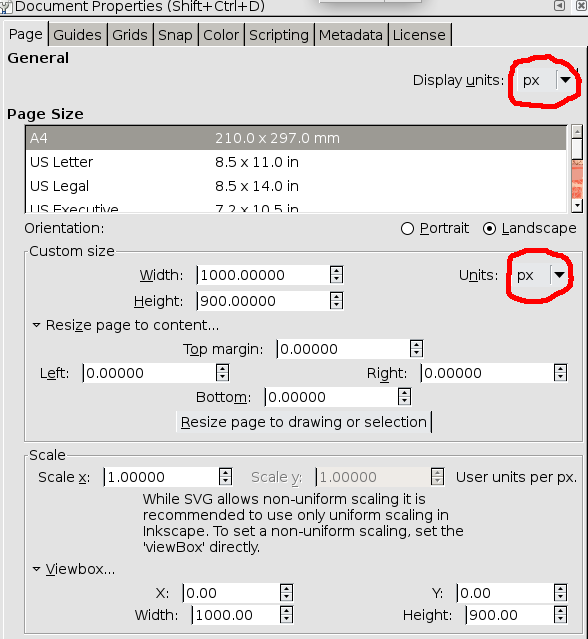 Document Properties (Shift+Ctrl+D)
Page Guides Grids Snap Color Scripting Metadata License
General
Display units: px
Page Size
A4 210.0 x 297.0 mm
US Letter 8.5 x 11.0 in
US Legal 8.5 x 14.0 in
US Executive 7.2 x 10.5 in
Orientation: Portrait Landscape
Custom size
Width: 1000.00000 Units: px
Height: 900.00000
Resize page to content...
Top margin: 0.00000
Left: 0.00000 Right: 0.00000
Bottom: 0.00000
Resize page to drawing or selection
Scale
Scale x: 1.00000 Scale y: 1.00000 User units per px.
While SVG allows non-uniform scaling it is
recommended to use only uniform scaling in
Inkscape. To set a non-uniform scaling, set the
'viewBox' directly.
Viewbox...
X: 0.00 Y: 0.00
Width: 1000.00 Height: 900.00